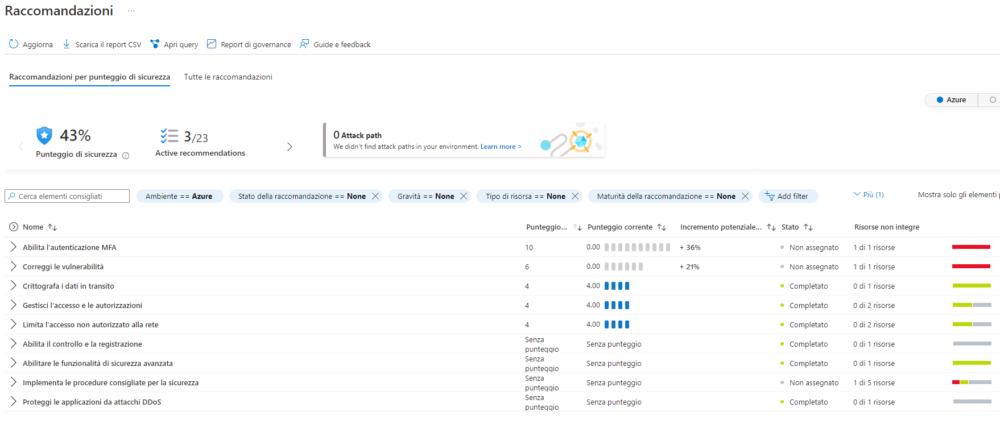 Raccomandazioni ...
Aggiorna Scarica il report CSV Apri query Report di governance Guide e feedback
Raccomandazioni per punteggio di sicurezza Tutte le raccomandazioni
Azure
43%
Punteggio di sicurezza
3/23
Active recommendations
0 Attack path
We didn't find attack paths in your environment. Learn more >
Cerca elementi consigliati Ambiente == Azure Stato della raccomandazione == None Gravità == None Tipo di risorsa == None Maturità della raccomandazione == None Add filter Più (1) Mostra solo gli elementi
Nome Punteggio... Punteggio corrente Incremento potenziale... Stato Risorse non integre
Abilita l'autenticazione MFA 10 0.00 + 36% Non assegnato 1 di 1 risorse
Correggi le vulnerabilità 6 0.00 + 21% Non assegnato 1 di 1 risorse
Crittografa i dati in transito 4 4.00 Completato 0 di 1 risorse
Gestisci l'accesso e le autorizzazioni 4 4.00 Completato 0 di 2 risorse
Limita l'accesso non autorizzato alla rete 4 4.00 Completato 0 di 2 risorse
Abilita il controllo e la registrazione Senza punteggio Senza punteggio Completato 0 di 1 risorse
Abilitare le funzionalità di sicurezza avanzata Senza punteggio Senza punteggio Completato 0 di 1 risorse
Implementa le procedure consigliate per la sicurezza Senza punteggio Senza punteggio Non assegnato 1 di 5 risorse
Proteggi le applicazioni da attacchi DDoS Senza punteggio Senza punteggio Completato 0 di 1 risorse